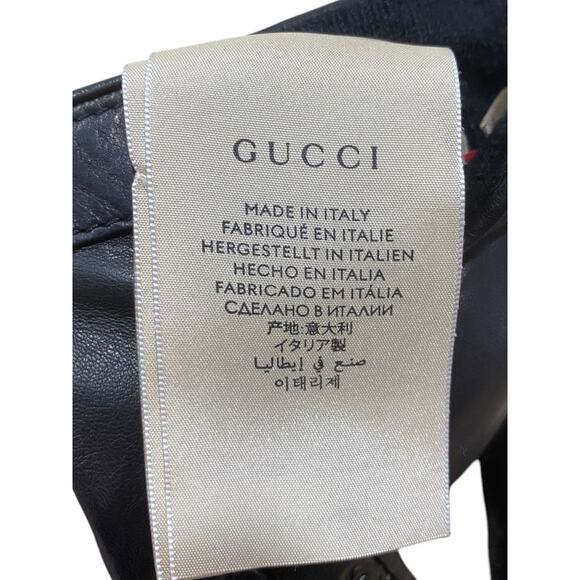 GUCCI
MADE IN ITALY
FABRIQUÉ EN ITALIE
HERGESTELLT IN ITALIEN
HECHO EN ITALIA
FABRICADO EM ITÁLIA
СДЕЛАНО В ИТАЛИИ
产地:意大利
イタリア製
صنع في إيطاليا
이태리제